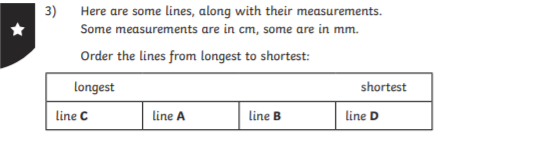 3) Here are some lines, along with their measurements.
Some measurements are in cm, some are in mm.
Order the lines from longest to shortest:
longest shortest
line C line A line B line D